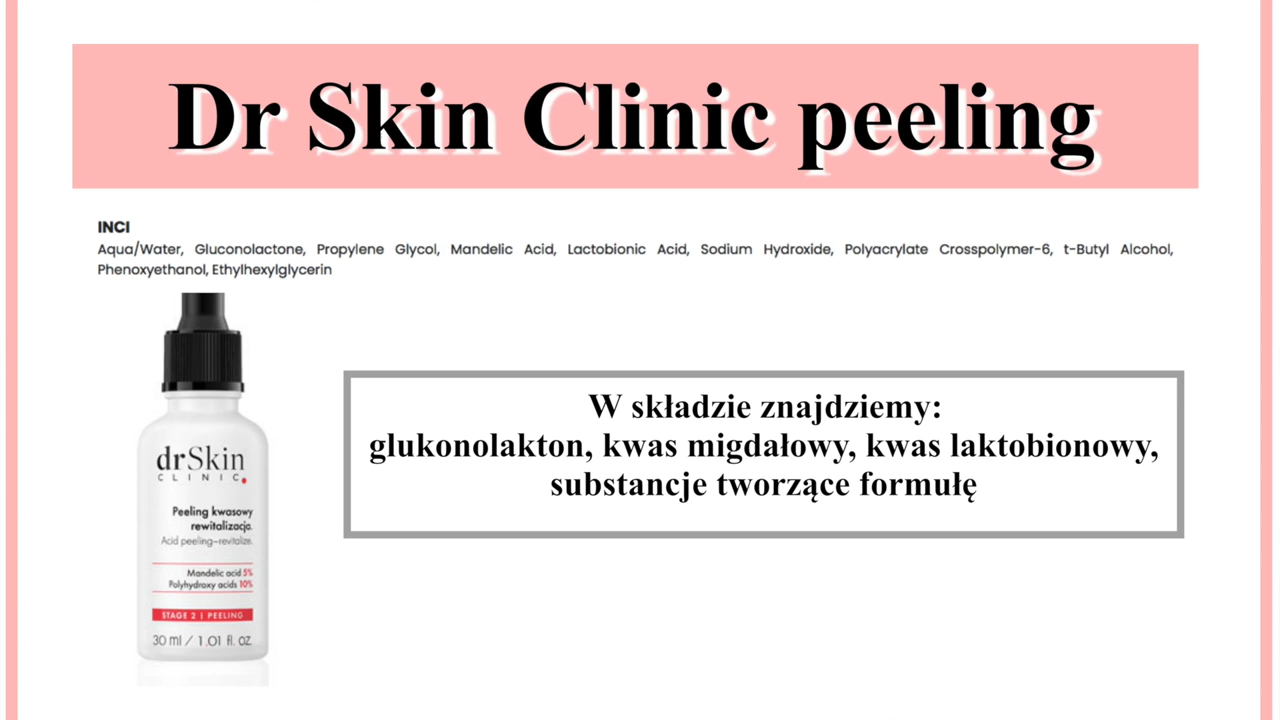 Dr Skin Clinic peeling
INCI
Aqua/Water, Gluconolactone, Propylene Glycol, Mandelic Acid, Lactobionic Acid, Sodium Hydroxide, Polyacrylate Crosspolymer-6, t-Butyl Alcohol,
Phenoxyethanol, Ethylhexylglycerin
drSkin
CLINIC.
Peeling kwasowy
rewitalizacja.
Acid peeling–revitalize.
Mandelic acid 5%
Polyhydroxy acids 10%
STAGE 2 | PEELING
30 ml / 1.01 fl. oz.
W składzie znajdziemy:
glukonolakton, kwas migdałowy, kwas laktobionowy,
substancje tworzące formułę